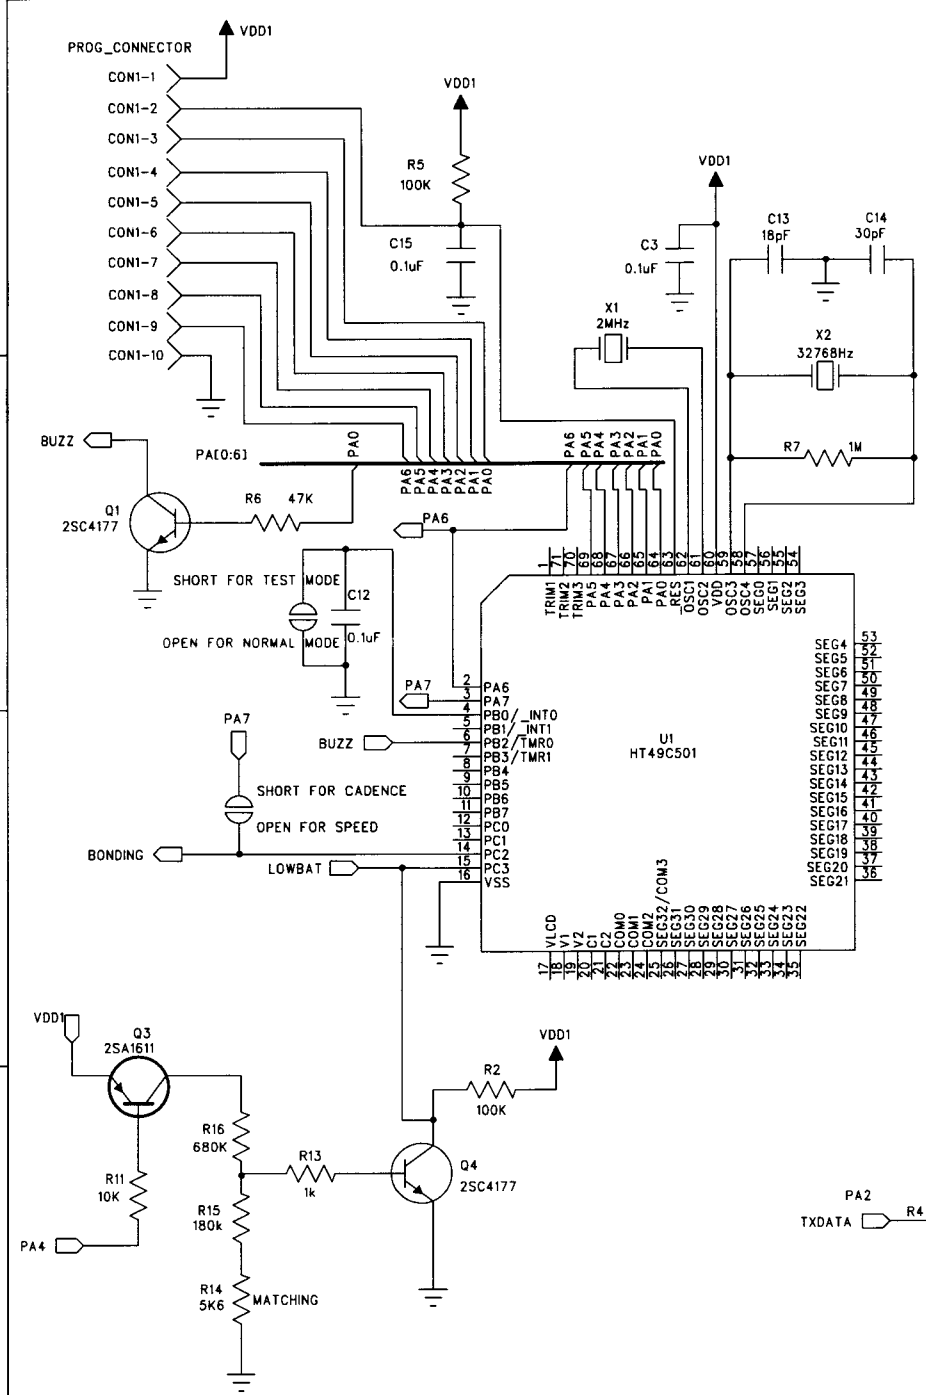 VDD1
PROG_CONNECTOR
CON1-1
CON1-2
CON1-3
CON1-4
CON1-5
CON1-6
CON1-7
CON1-8
CON1-9
CON1-10
VDD1
R5
100K
C15
0.1uF
VDD1
C3
0.1uF
C13
18pF
C14
30pF
X1
2MHz
X2
32768Hz
R7 1M
BUZZ
PA[0:6]
PA0
PA6
PA5
PA4
PA3
PA2
PA1
PA0
PA6
PA5
PA4
PA3
PA2
PA1
PA0
Q1
2SC4177
R6 47K
PA6
SHORT FOR TEST MODE
C12
0.1uF
OPEN FOR NORMAL MODE
1 TRIM1
71 TRIM2
70 TRIM3
69 PA5
68 PA4
67 PA3
66 PA2
65 PA1
64 PA0
63 RES
62 OSC1
61 OSC2
60 VDD
59 OSC3
58 OSC4
57 SEG0
56 SEG1
55 SEG2
54 SEG3
PA7
BUZZ
2 PA6
3 PA7
4 PB0/_INT0
5 PB1/_INT1
6 PB2/TMR0
7 PB3/TMR1
8 PB4
9 PB5
10 PB6
11 PB7
12 PC0
13 PC1
14 PC2
15 PC3
16 VSS
U1
HT49C501
SEG4 53
SEG5 52
SEG6 51
SEG7 50
SEG8 49
SEG9 48
SEG10 47
SEG11 46
SEG12 45
SEG13 44
SEG14 43
SEG15 42
SEG16 41
SEG17 40
SEG18 39
SEG19 38
SEG20 37
SEG21 36
PA7
SHORT FOR CADENCE
OPEN FOR SPEED
BONDING
LOWBAT
VLCD 17
V1 18
V2 19
C1 20
C2 21
COM0 22
COM1 23
COM2 24
SEG32/COM3 25
SEG31 26
SEG30 27
SEG29 28
SEG28 29
SEG27 30
SEG26 31
SEG25 32
SEG24 33
SEG23 34
SEG22 35
VDD1
Q3
2SA1611
R16
680K
R11
10K
R15
180k
R13
1k
R14
5K6
MATCHING
PA4
VDD1
R2
100K
Q4
2SC4177
PA2
TXDATA
R4